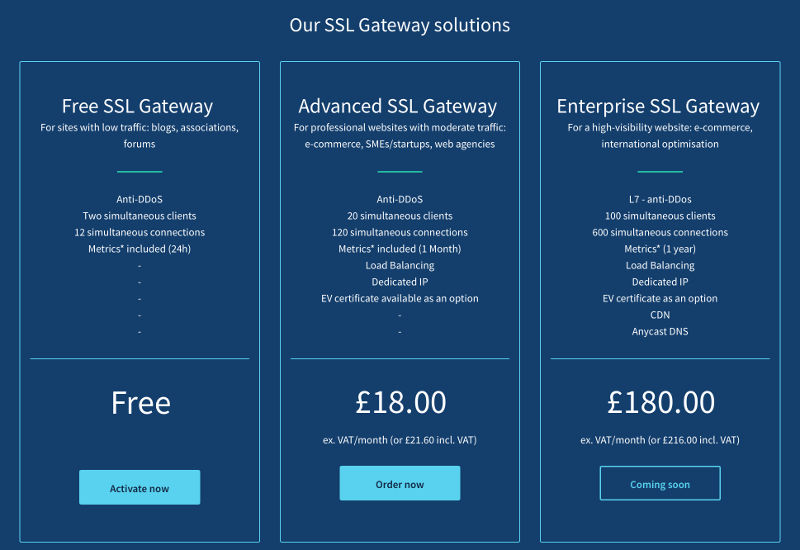 Our SSL Gateway solutions
Free SSL Gateway
For sites with low traffic: blogs, associations,
forums
Anti-DDoS
Two simultaneous clients
12 simultaneous connections
Metrics* included (24h)
-
-
-
-
-
Free
Activate now
Advanced SSL Gateway
For professional websites with moderate traffic:
e-commerce, SMEs/startups, web agencies
Anti-DDoS
20 simultaneous clients
120 simultaneous connections
Metrics* included (1 Month)
Load Balancing
Dedicated IP
EV certificate available as an option
-
-
£18.00
ex. VAT/month (or £21.60 incl. VAT)
Order now
Enterprise SSL Gateway
For a high-visibility website: e-commerce,
international optimisation
L7 - anti-DDos
100 simultaneous clients
600 simultaneous connections
Metrics* (1 year)
Load Balancing
Dedicated IP
EV certificate as an option
CDN
Anycast DNS
£180.00
ex. VAT/month (or £216.00 incl. VAT)
Coming soon